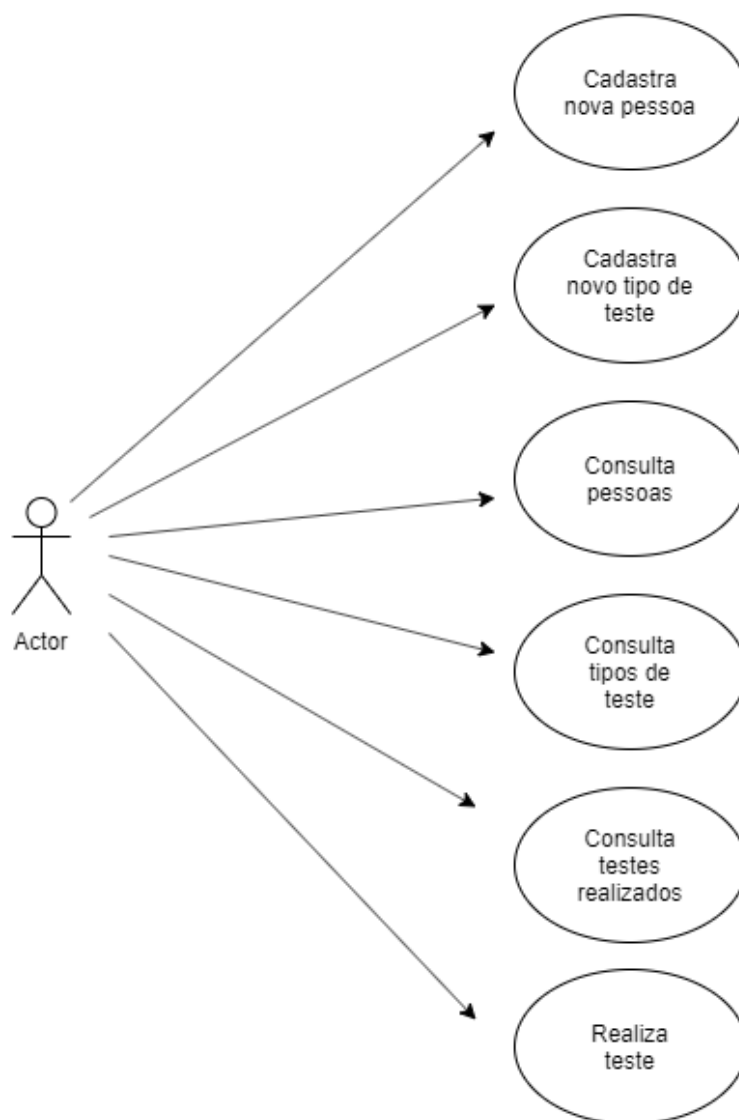 Cadastra
nova pessoa
Cadastra
novo tipo de
teste
Consulta
pessoas
Actor
Consulta
tipos de
teste
Consulta
testes
realizados
Realiza
teste